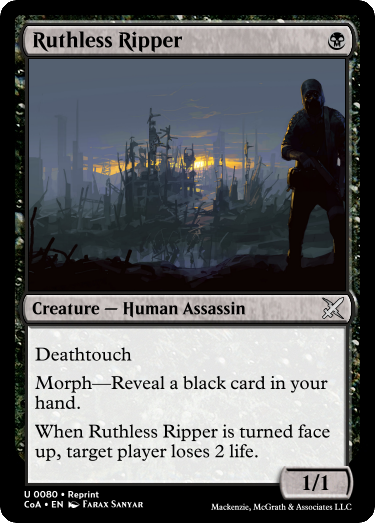 Ruthless Ripper
Creature — Human Assassin
Deathtouch
Morph—Reveal a black card in your
hand.
When Ruthless Ripper is turned face
up, target player loses 2 life.
1/1
U 0080 • Reprint
CoA • EN Farax Sanyar
Mackenzie, McGrath & Associates LLC